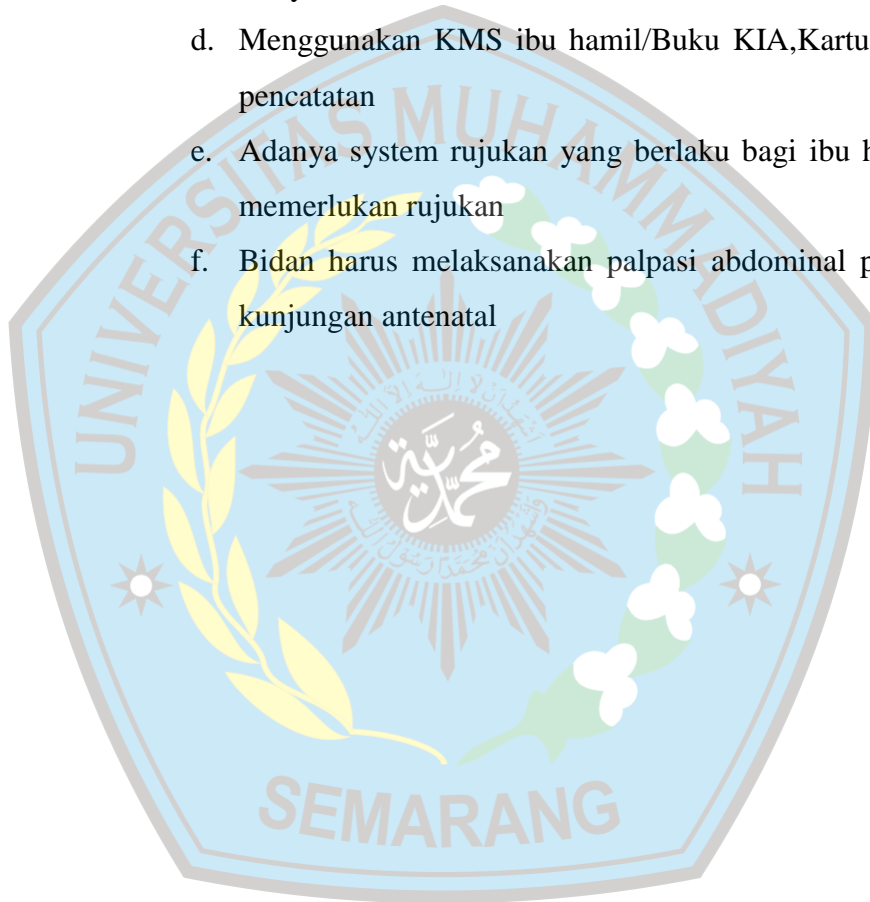 d. Menggunakan KMS ibu hamil/Buku KIA,Kartu
pencatatan
e. Adanya system rujukan yang berlaku bagi ibu
memerlukan rujukan
f. Bidan harus melaksanakan palpasi abdominal
kunjungan antenatal
UNIVERSITAS MUHAMMADIYAH
SEMARANG